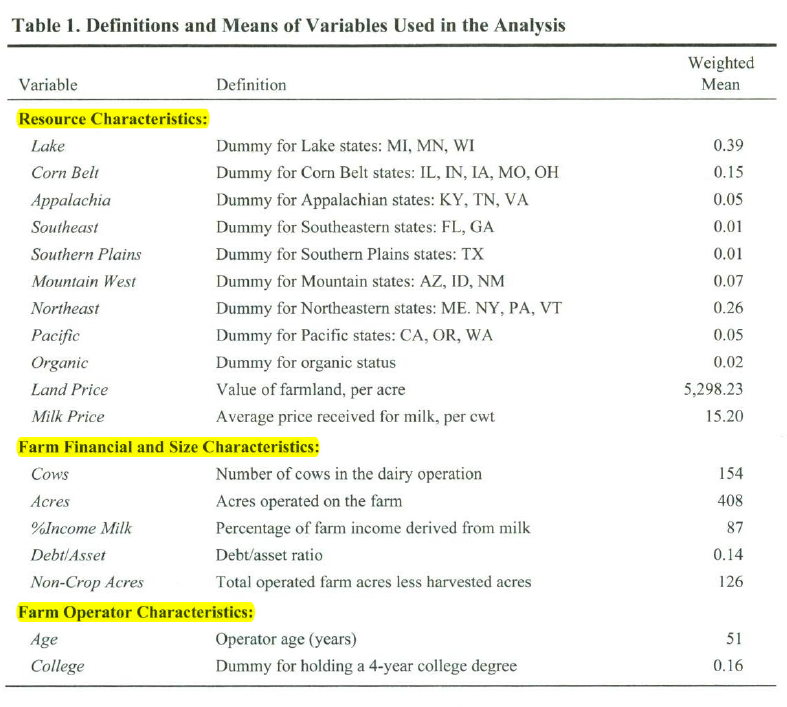 Table 1. Definitions and Means of Variables Used in the Analysis
Weighted
Variable Definition Mean
Resource Characteristics:
Lake Dummy for Lake states: MI, MN, WI 0.39
Corn Belt Dummy for Corn Belt states: IL, IN, IA, MO, OH 0.15
Appalachia Dummy for Appalachian states: KY, TN, VA 0.05
Southeast Dummy for Southeastern states: FL, GA 0.01
Southern Plains Dummy for Southern Plains states: TX 0.01
Mountain West Dummy for Mountain states: AZ, ID, NM 0.07
Northeast Dummy for Northeastern states: ME. NY, PA, VT 0.26
Pacific Dummy for Pacific states: CA, OR, WA 0.05
Organic Dummy for organic status 0.02
Land Price Value of farmland, per acre 5,298.23
Milk Price Average price received for milk, per cwt 15.20
Farm Financial and Size Characteristics:
Cows Number of cows in the dairy operation 154
Acres Acres operated on the farm 408
%Income Milk Percentage of farm income derived from milk 87
Debt/Asset Debt/asset ratio 0.14
Non-Crop Acres Total operated farm acres less harvested acres 126
Farm Operator Characteristics:
Age Operator age (years) 51
College Dummy for holding a 4-year college degree 0.16